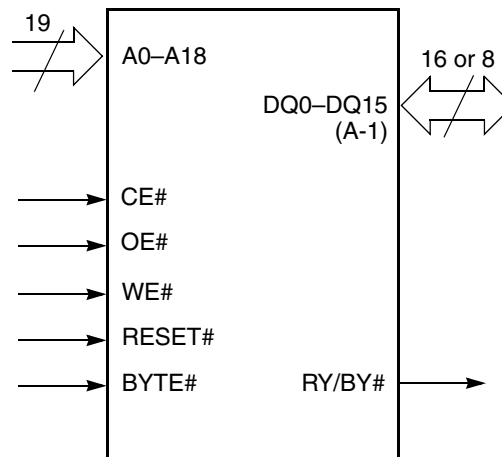 19
A0–A18
16 or 8
DQ0–DQ15
(A-1)
CE#
OE#
WE#
RESET#
BYTE#
RY/BY#